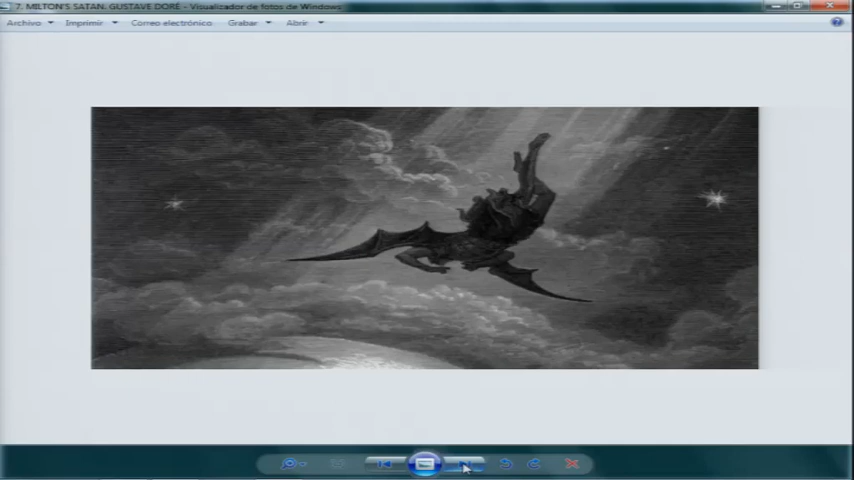 7. MILTON'S SATAN. GUSTAVE DORÉ - Visualizador de fotos de Windows
Archivo Imprimir Correo electrónico Grabar Abrir